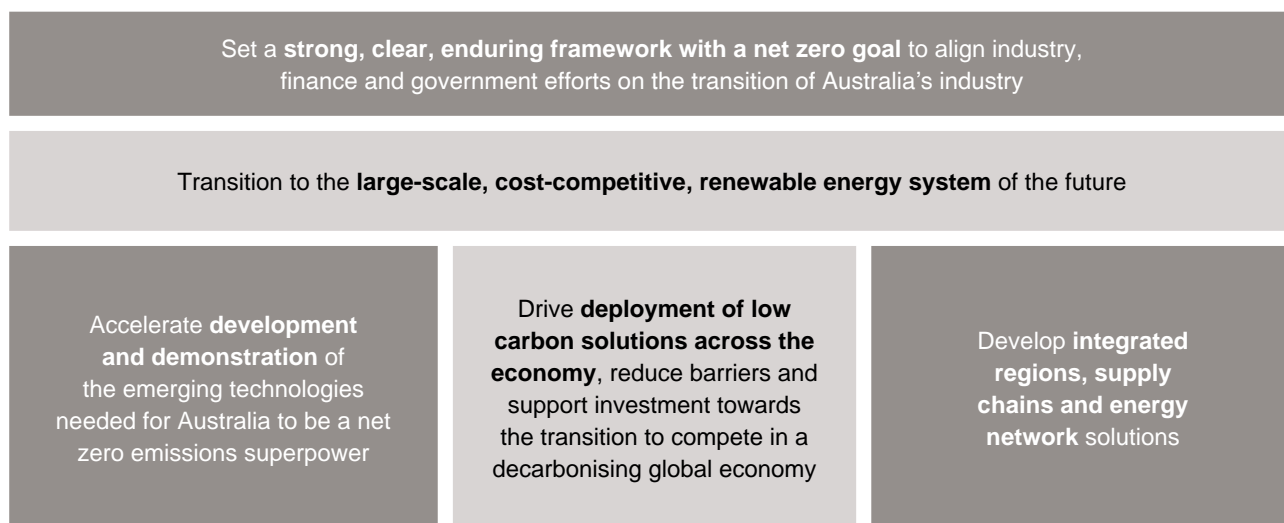 Set a strong, clear, enduring framework with a net zero goal to align industry,
finance and government efforts on the transition of Australia’s industry
Transition to the large-scale, cost-competitive, renewable energy system of the future
Accelerate development
and demonstration of
the emerging technologies
needed for Australia to be a net
zero emissions superpower
Drive deployment of low
carbon solutions across the
economy, reduce barriers and
support investment towards
the transition to compete in a
decarbonising global economy
Develop integrated
regions, supply
chains and energy
network solutions